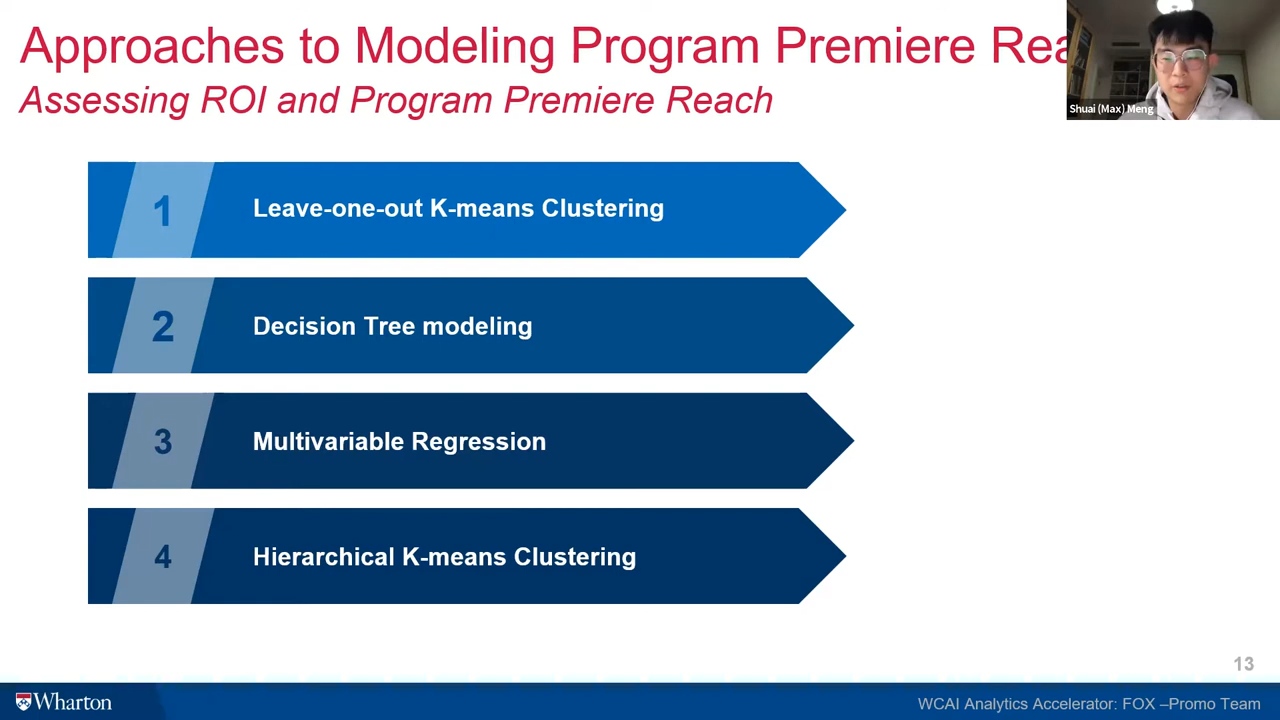 Approaches to Modeling Program Premiere Rea
Assessing ROI and Program Premiere Reach
Shuai (Max) Meng
1 Leave-one-out K-means Clustering
2 Decision Tree modeling
3 Multivariable Regression
4 Hierarchical K-means Clustering
13
Wharton
WCAI Analytics Accelerator: FOX –Promo Team